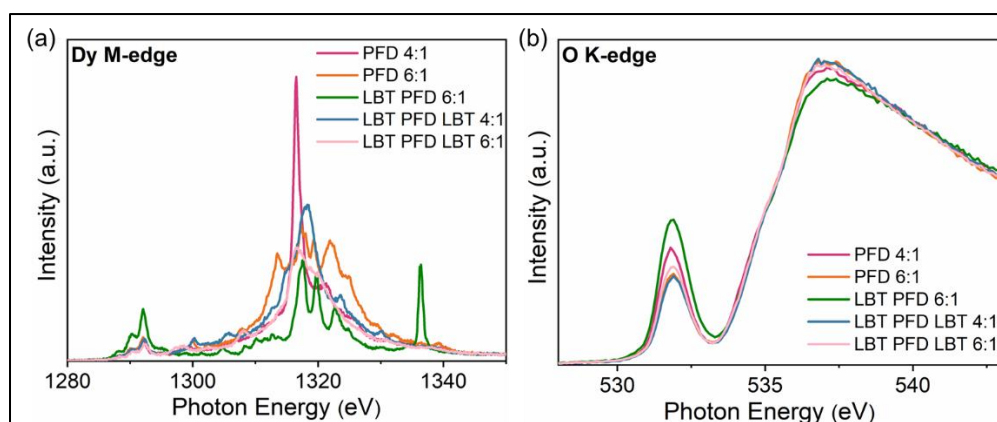 (a)
Dy M-edge
PFD 4:1
PFD 6:1
LBT PFD 6:1
LBT PFD LBT 4:1
LBT PFD LBT 6:1
Intensity (a.u.)
1280
1300
1320
1340
Photon Energy (eV)
(b)
O K-edge
PFD 4:1
PFD 6:1
LBT PFD 6:1
LBT PFD LBT 4:1
LBT PFD LBT 6:1
Intensity (a.u.)
530
535
540
Photon Energy (eV)